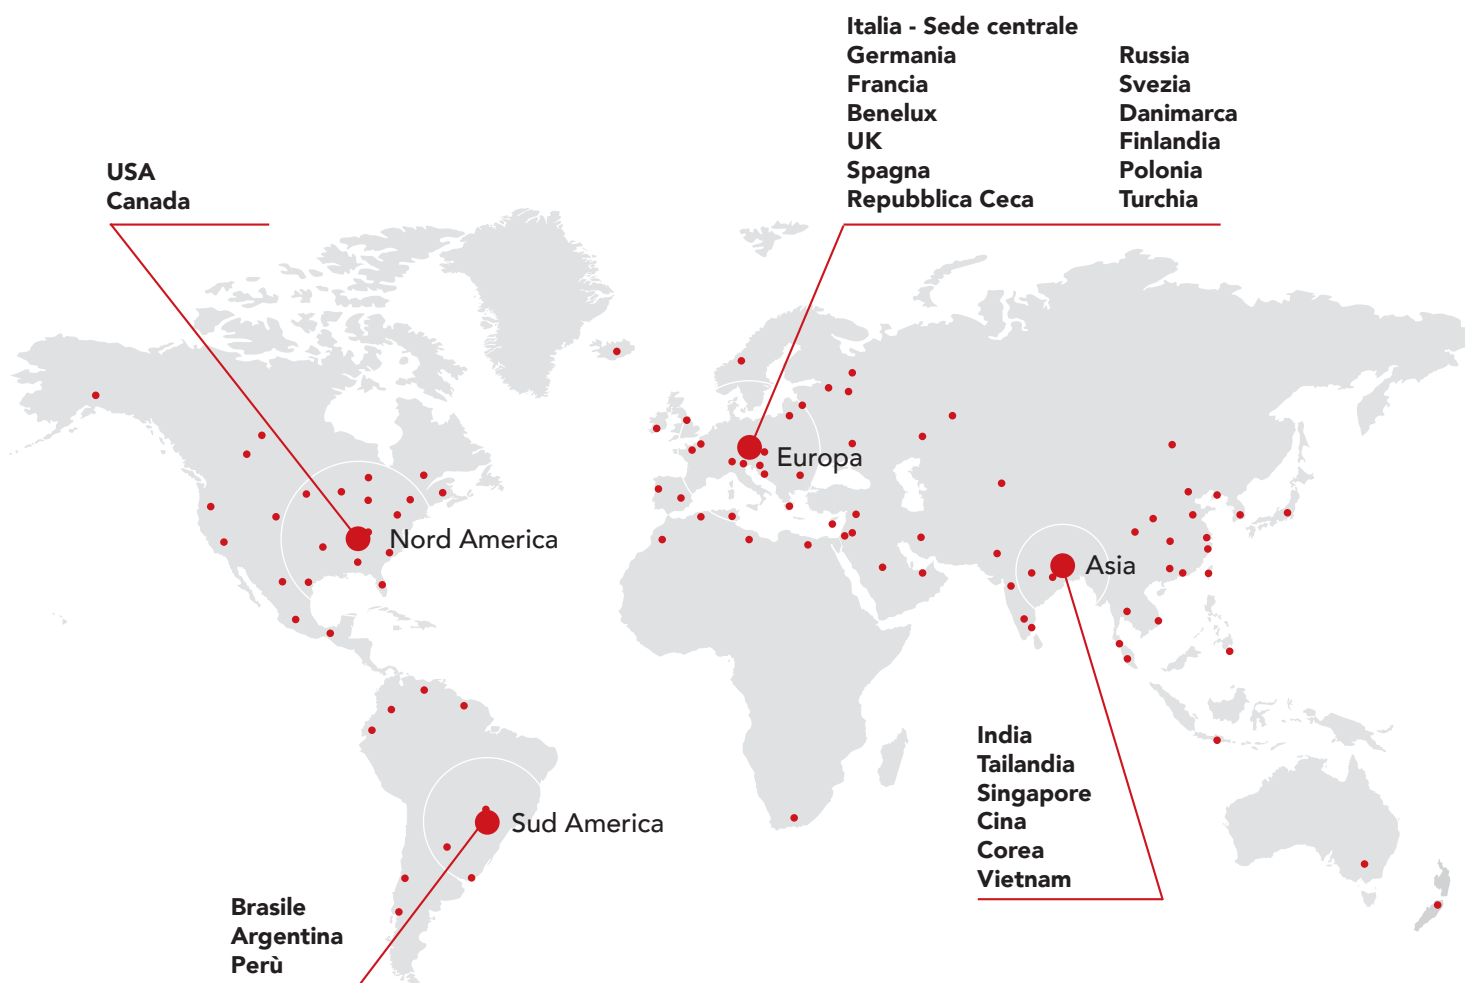 Italia - Sede centrale
Germania
Francia
Benelux
UK
Spagna
Repubblica Ceca
Russia
Svezia
Danimarca
Finlandia
Polonia
Turchia
USA
Canada
Europa
Nord America
Asia
Sud America
India
Tailandia
Singapore
Cina
Corea
Vietnam
Brasile
Argentina
Perù